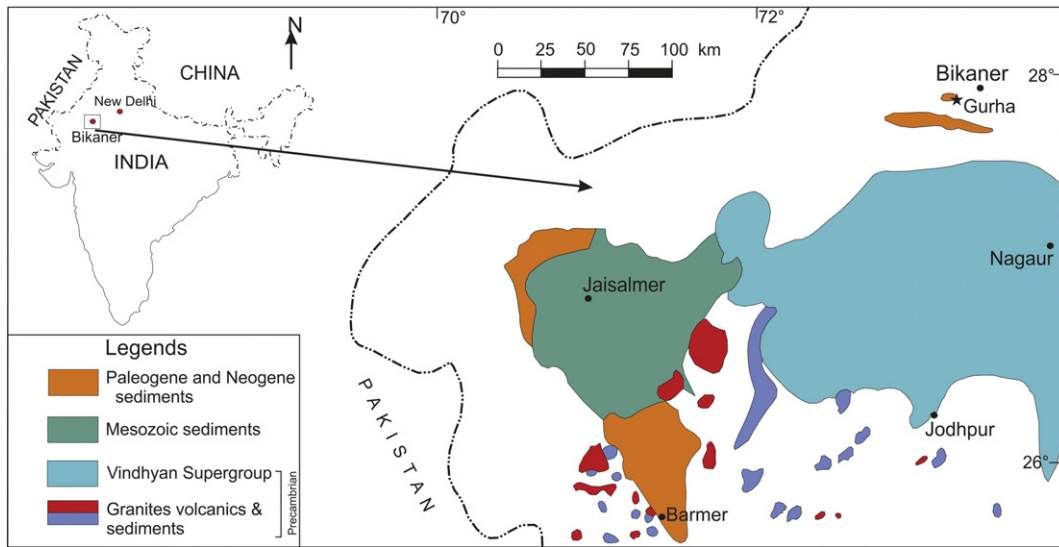 70°
72°
N
0 25 50 75 100 km
CHINA
PAKISTAN
New Delhi
Bikaner
INDIA
Bikaner
28°
Gurha
Nagaur
Jaisalmer
Legends
Paleogene and Neogene
sediments
Mesozoic sediments
Vindhyan Supergroup
Granites volcanics &
sediments
Precambrian
PAKISTAN
Jodhpur
26°
Barmer